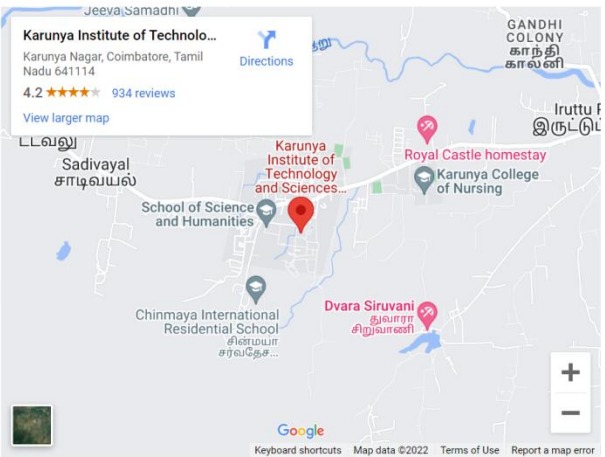 Jeeva Samadhi
Karunya Institute of Technolo...
Karunya Nagar, Coimbatore, Tamil
Nadu 641114
4.2
934 reviews
View larger map
Directions
GANDHI
COLONY
காந்தி
காலனி
Iruttu
இருட்டு
Sadivayal
சாடிவயல்
Karunya
Institute of
Technology
and Sciences...
Royal Castle homestay
Karunya College
of Nursing
School of Science
and Humanities
Chinmaya International
Residential School
சின்மயா
சர்வதேச...
Dvara Siruvani
துவாரா
சிறுவாணி
+
−
Google
Keyboard shortcuts Map data ©2022 Terms of Use Report a map error